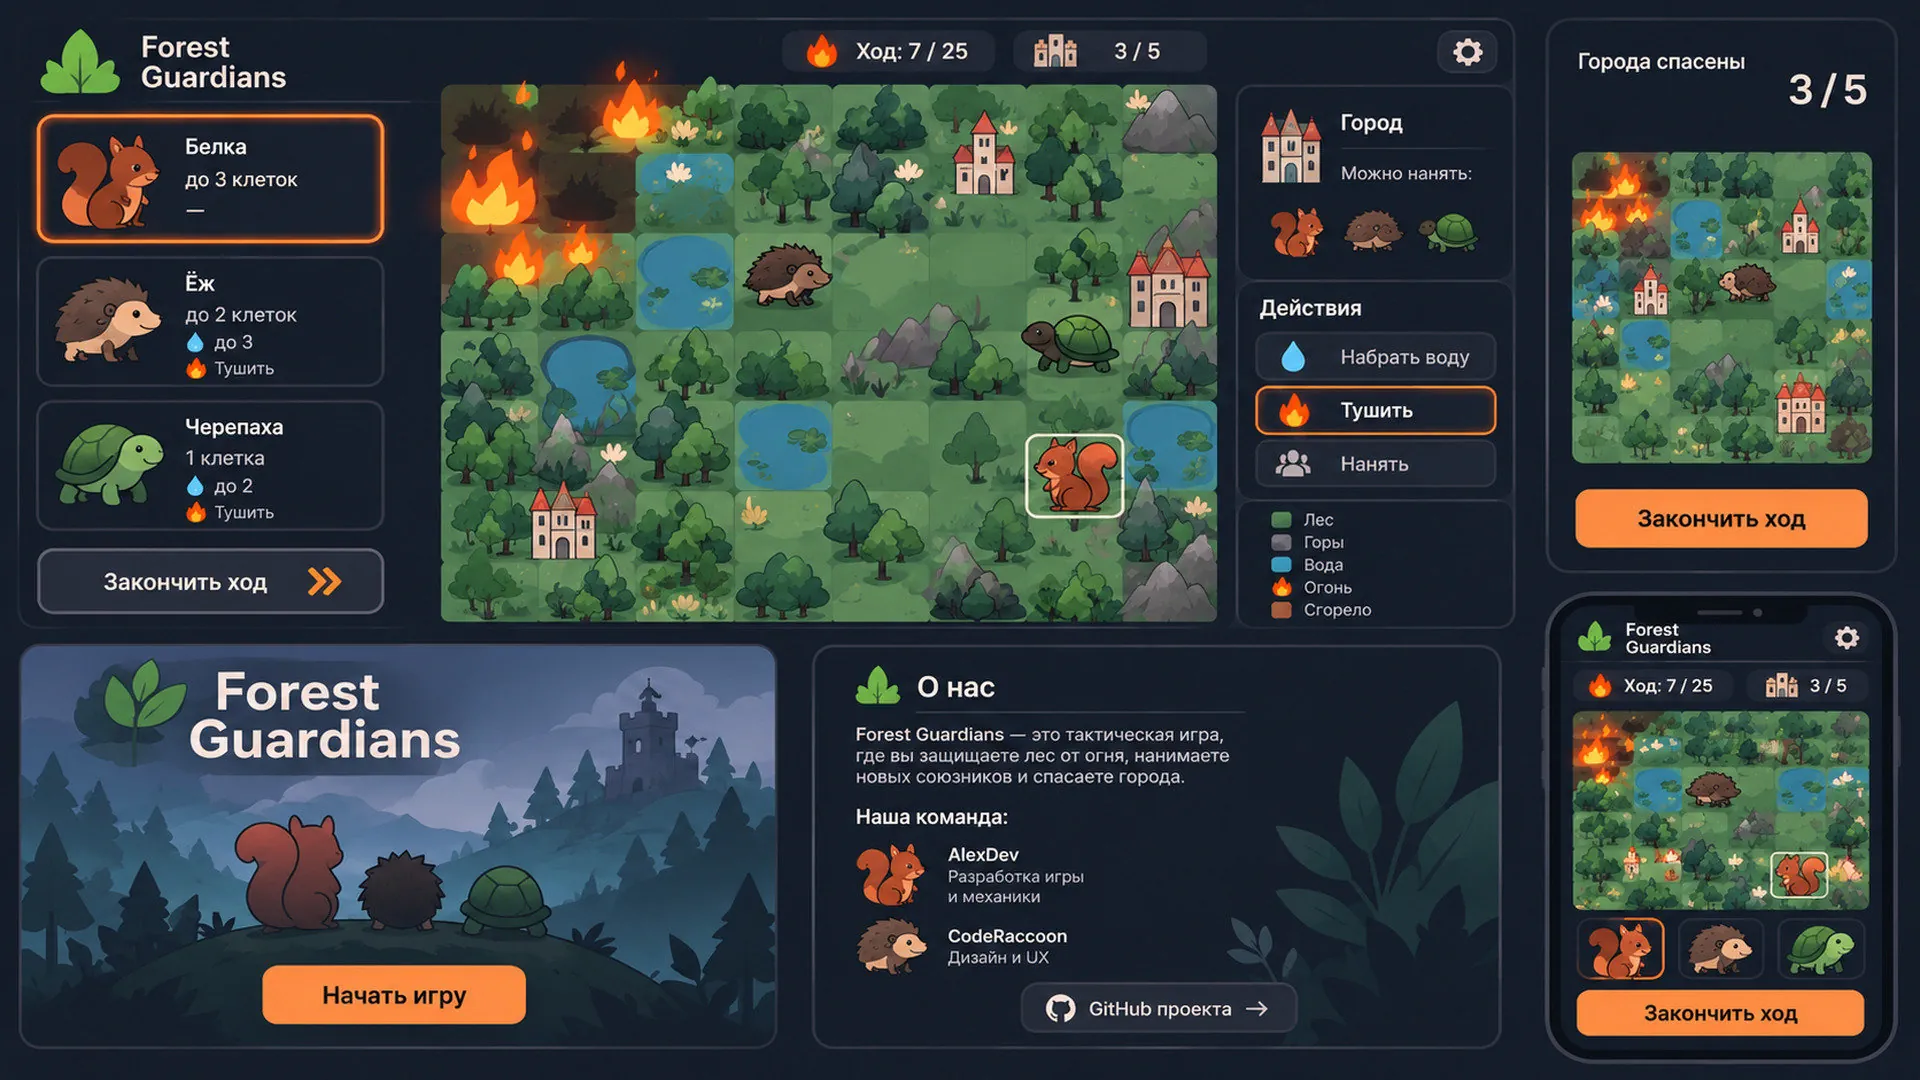 Forest
Guardians
Ход: 7 / 25
3 / 5
Белка
до 3 клеток
—
Ёж
до 2 клеток
до 3
Тушить
Черепаха
1 клетка
до 2
Тушить
Закончить ход
Город
Можно нанять:
Действия
Набрать воду
Тушить
Нанять
Лес
Горы
Вода
Огонь
Сгорело
Города спасены
3 / 5
Закончить ход
Forest
Guardians
Начать игру
О нас
Forest Guardians — это тактическая игра,
где вы защищаете лес от огня, нанимаете
новых союзников и спасаете города.
Наша команда:
AlexDev
Разработка игры
и механики
CodeRaccoon
Дизайн и UX
GitHub проекта →
Forest
Guardians
Ход: 7 / 25
3 / 5
Закончить ход